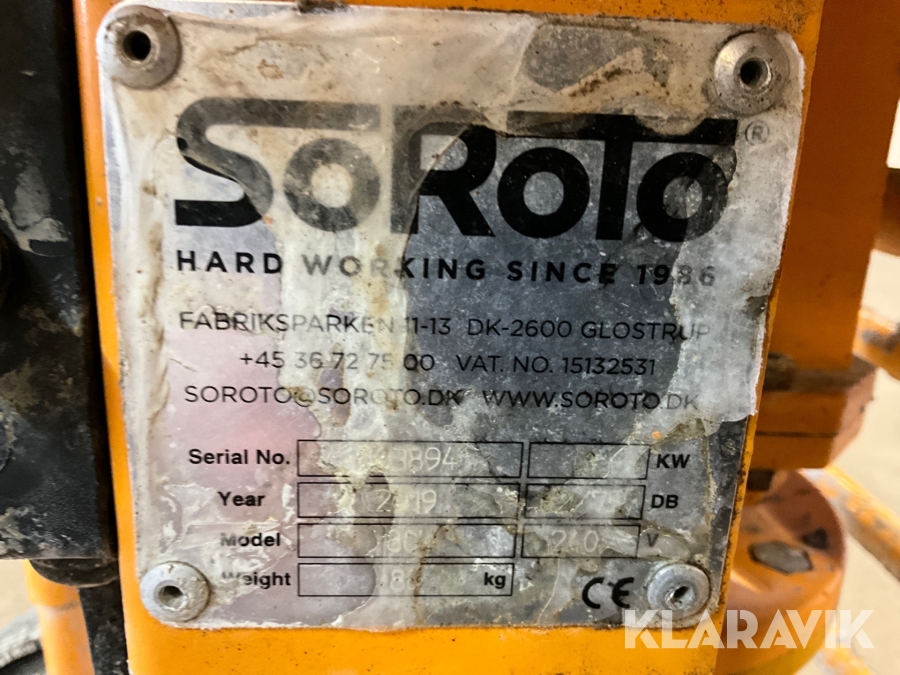 SoRoTo ®
HARD WORKING SINCE 1986
FABRIKSPARKEN 11-13 DK-2600 GLOSTRUP
+45 36 72 75 00 VAT. NO. 15132531
SOROTO@SOROTO.DK WWW.SOROTO.DK
Serial No. KW
Year 2019 DB
Model V
Weight kg
CE
KLARAVIK